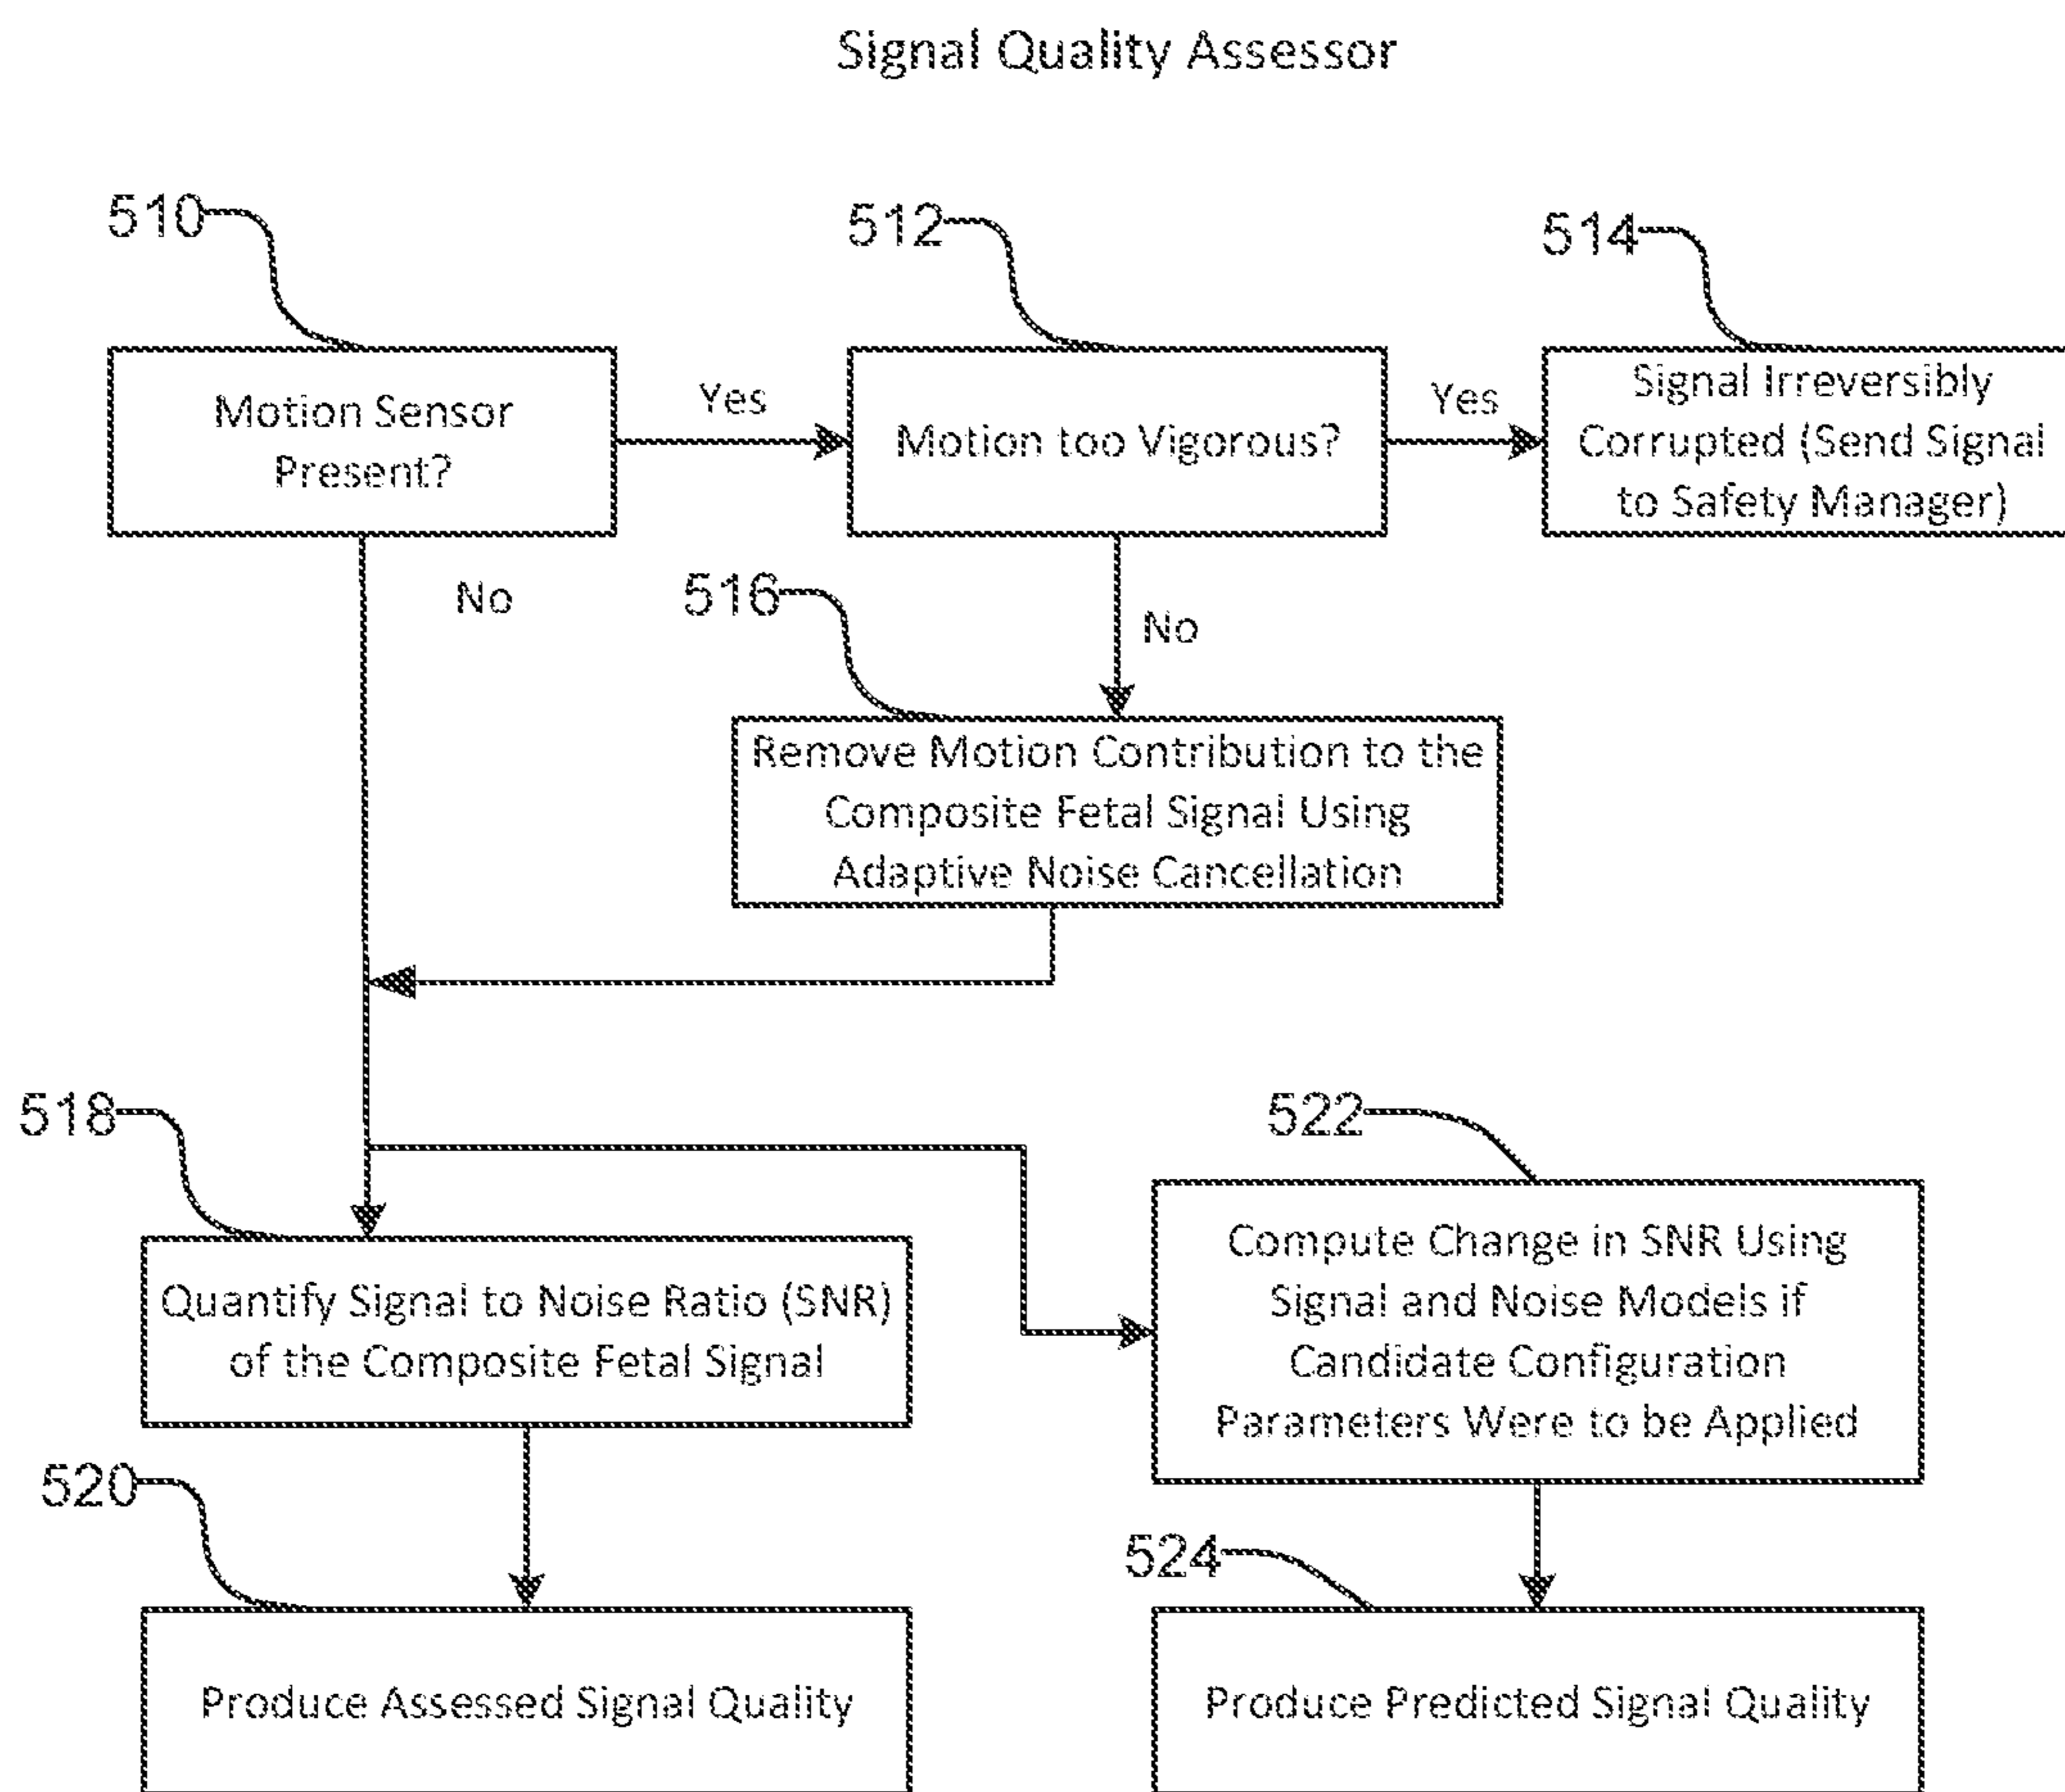 Signal Quality Assessor
510
512
514
Motion Sensor
Present?
Yes
Motion too Vigorous?
Yes
Signal Irreversibly
Corrupted (Send Signal
to Safety Manager)
No
516
No
Remove Motion Contribution to the
Composite Fetal Signal Using
Adaptive Noise Cancellation
518
522
Quantify Signal to Noise Ratio (SNR)
of the Composite Fetal Signal
Compute Change in SNR Using
Signal and Noise Models if
Candidate Configuration
Parameters Were to be Applied
520
524
Produce Assessed Signal Quality
Produce Predicted Signal Quality